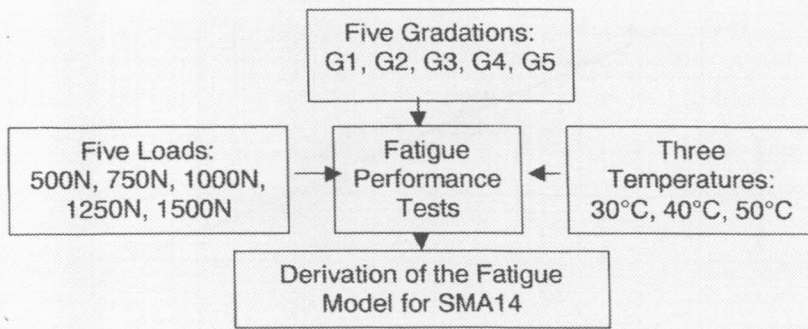 Five Gradations:
G1, G2, G3, G4, G5
Five Loads:
500N, 750N, 1000N,
1250N, 1500N
Fatigue
Performance
Tests
Three
Temperatures:
30°C, 40°C, 50°C
Derivation of the Fatigue
Model for SMA14